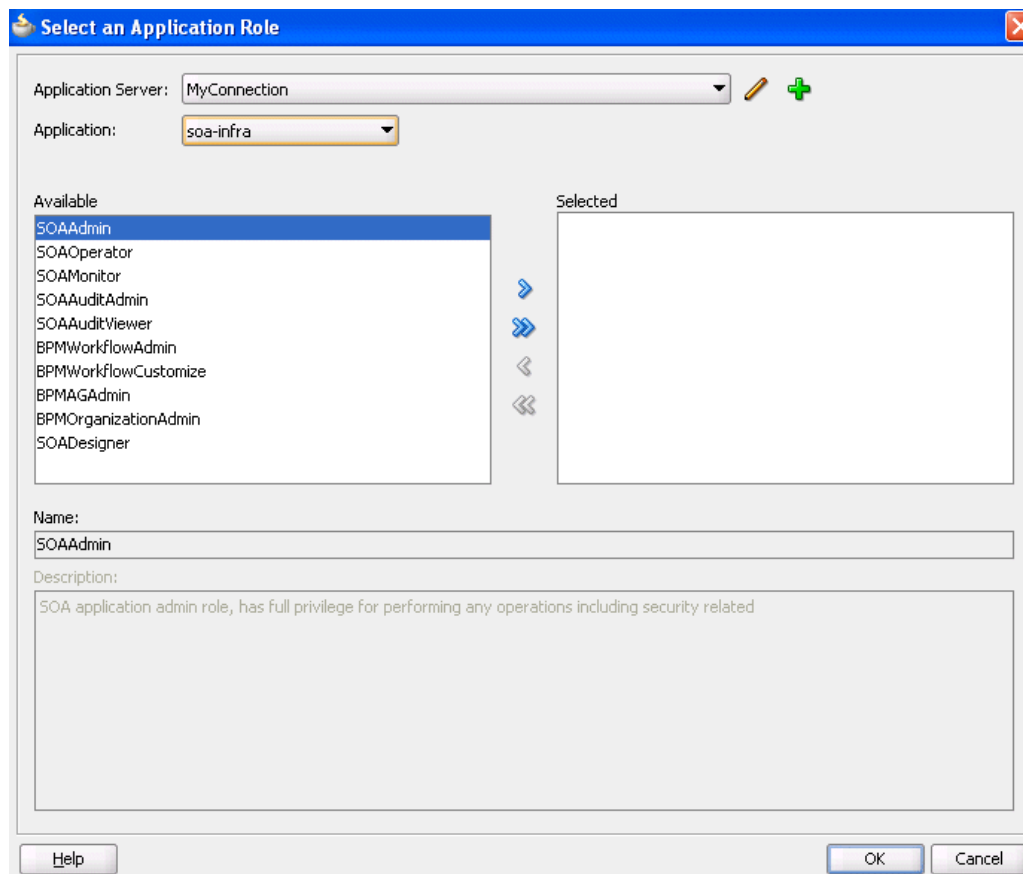 Select an Application Role
Application Server: MyConnection
Application: soa-infra
Available
SOAAdmin
SOAOperator
SOAMonitor
SOAAuditAdmin
SOAAuditViewer
BPMWorkflowAdmin
BPMWorkflowCustomize
BPMAGAdmin
BPMOrganizationAdmin
SOADesigner
Selected
Name:
SOAAdmin
Description:
SOA application admin role, has full privilege for performing any operations including security related
Help OK Cancel